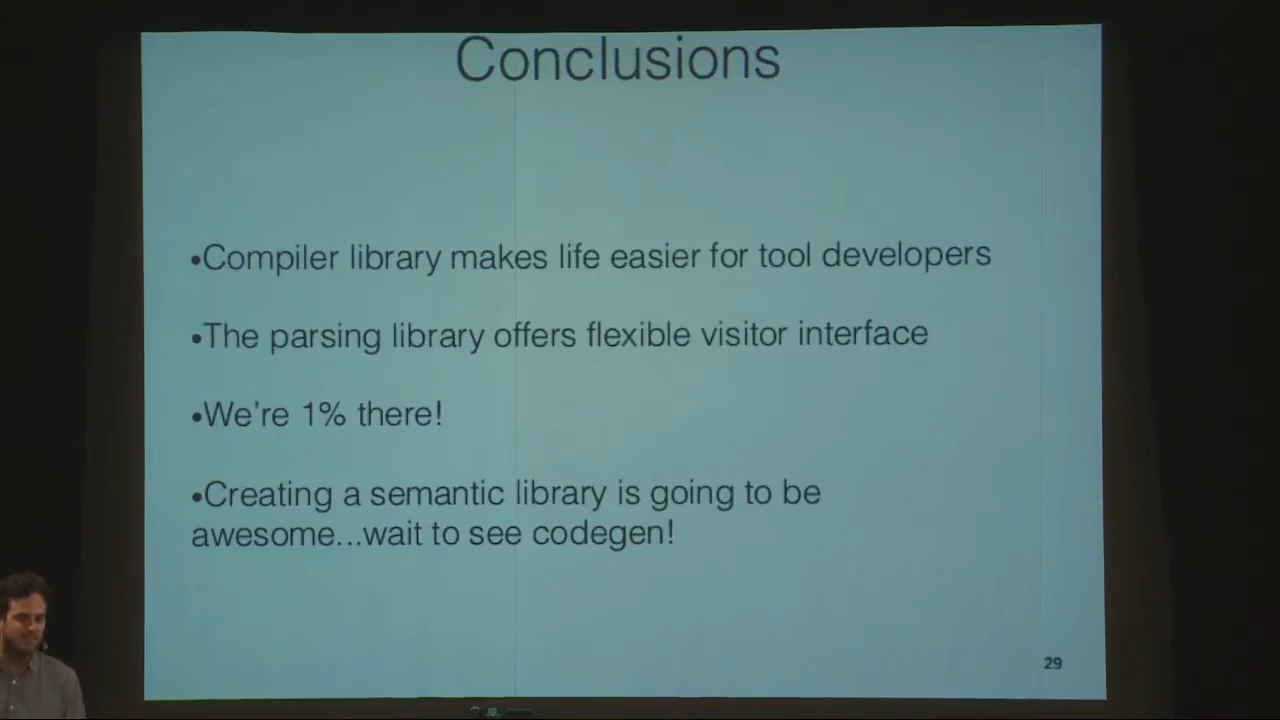 Conclusions
•Compiler library makes life easier for tool developers
•The parsing library offers flexible visitor interface
•We're 1% there!
•Creating a semantic library is going to be
awesome...wait to see codegen!
29